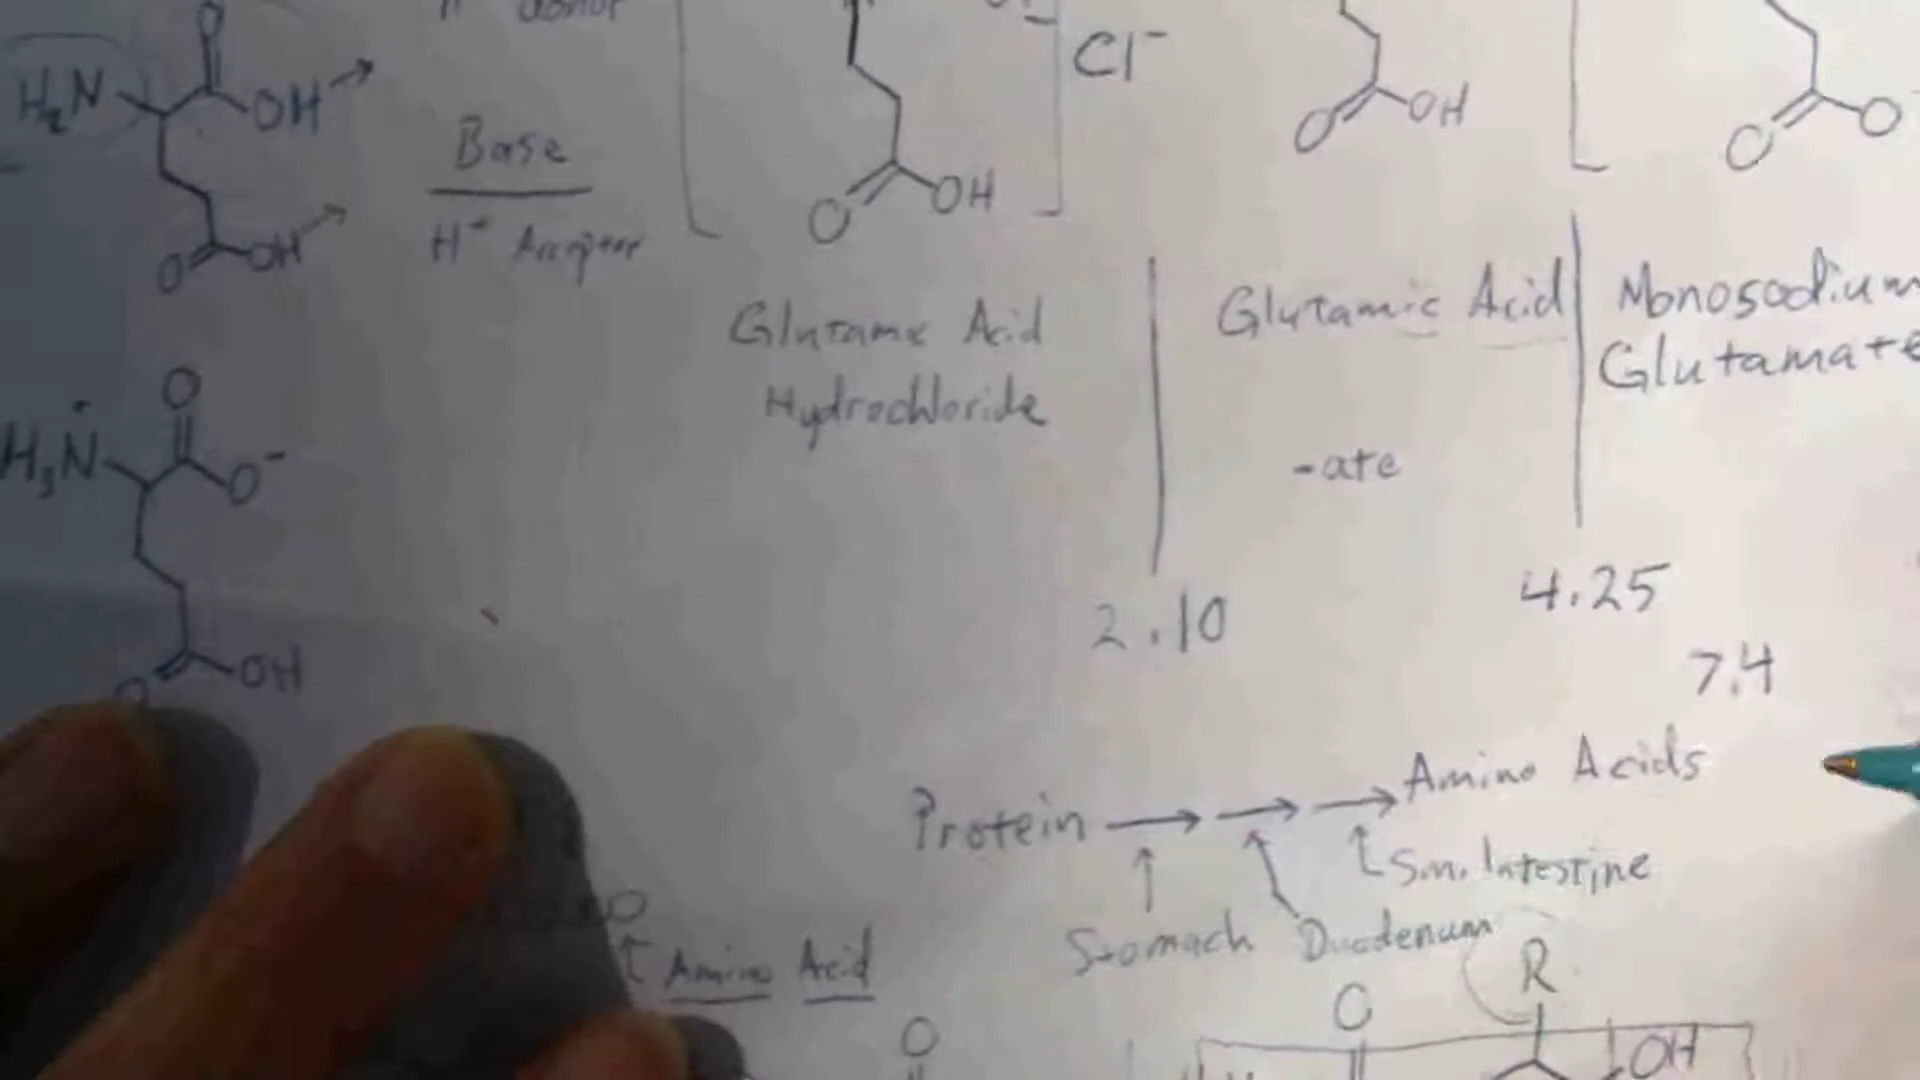 donor
H₂N
O
OH
OH
O
Base
H⁺
O
OH
Cl⁻
O
OH
O
O
Glutamic Acid
Hydrochloride
Glutamic Acid
-ate
Monosodium
Glutamate
H₃N
O
O⁻
OH
2.10
4.25
7.4
Protein → → → Amino Acids
Stomach
Duodenum
Sm. Intestine
Amino Acid
O
O
R
OH